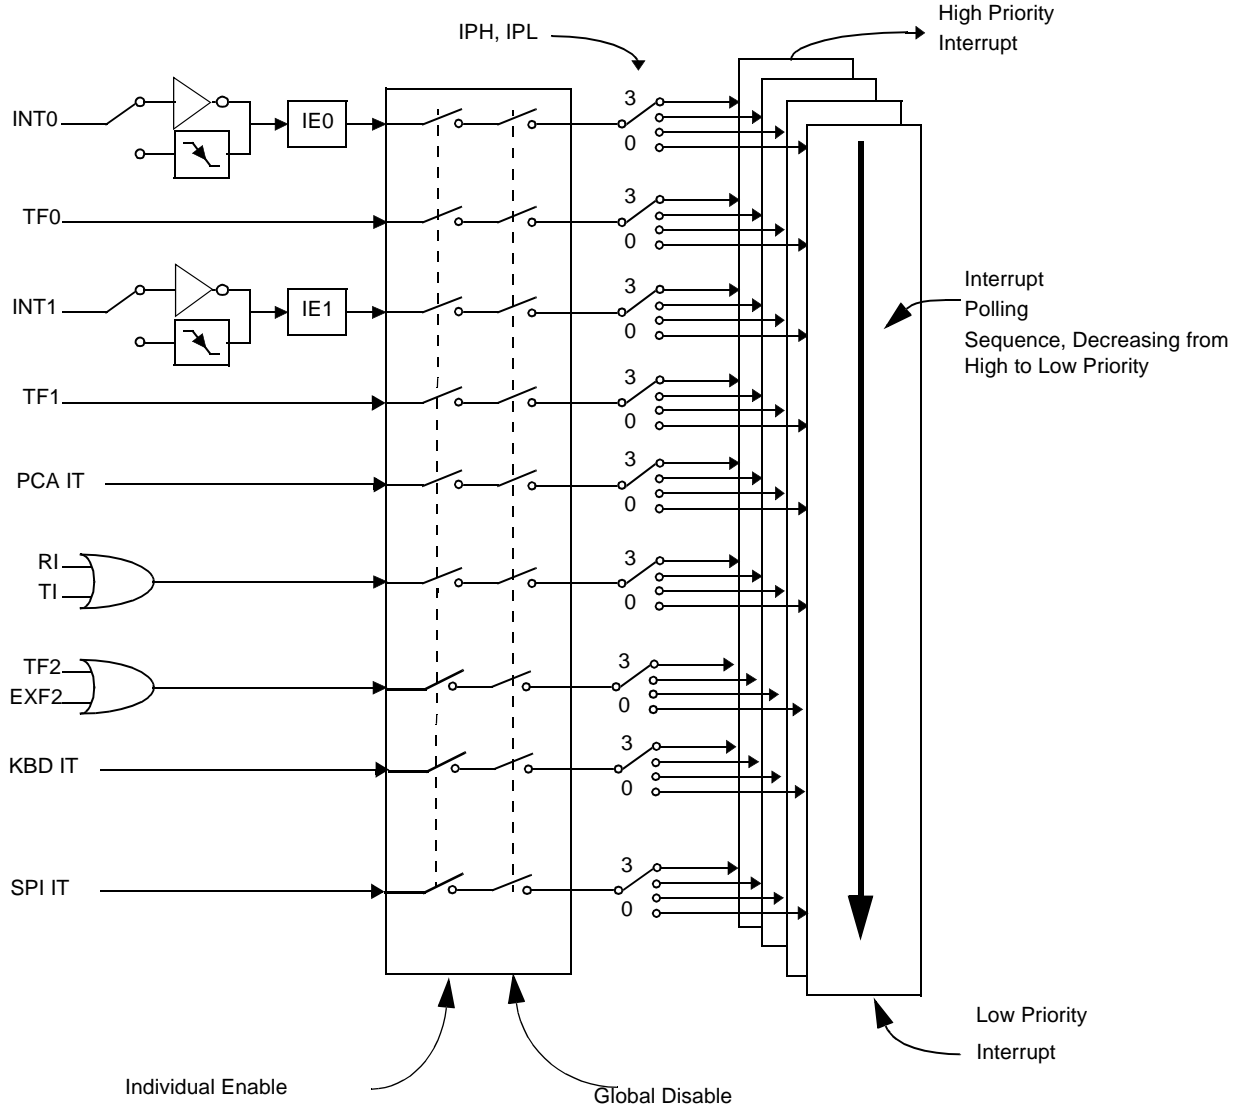 High Priority
Interrupt
IPH, IPL
INT0
IE0
3
0
TF0
3
0
INT1
IE1
3
0
Interrupt
Polling
Sequence, Decreasing from
High to Low Priority
TF1
3
0
PCA IT
3
0
RI
TI
3
0
TF2
EXF2
3
0
KBD IT
3
0
SPI IT
3
0
Low Priority
Interrupt
Individual Enable
Global Disable